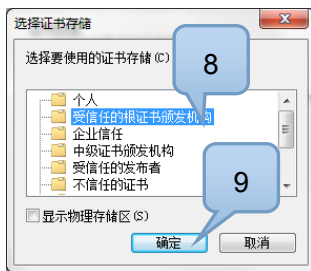 选择证书存储
选择要使用的证书存储(C)
8
个人
受信任的根证书颁发机构
企业信任
中级证书颁发机构
受信任的发布者
不信任的证书
9
显示物理存储区(S)
确定
取消